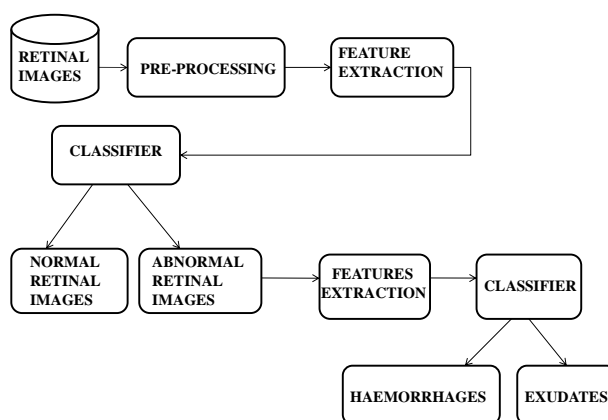 RETINAL
IMAGES
PRE-PROCESSING
FEATURE
EXTRACTION
CLASSIFIER
NORMAL
RETINAL
IMAGES
ABNORMAL
RETINAL
IMAGES
FEATURES
EXTRACTION
CLASSIFIER
HAEMORRHAGES
EXUDATES